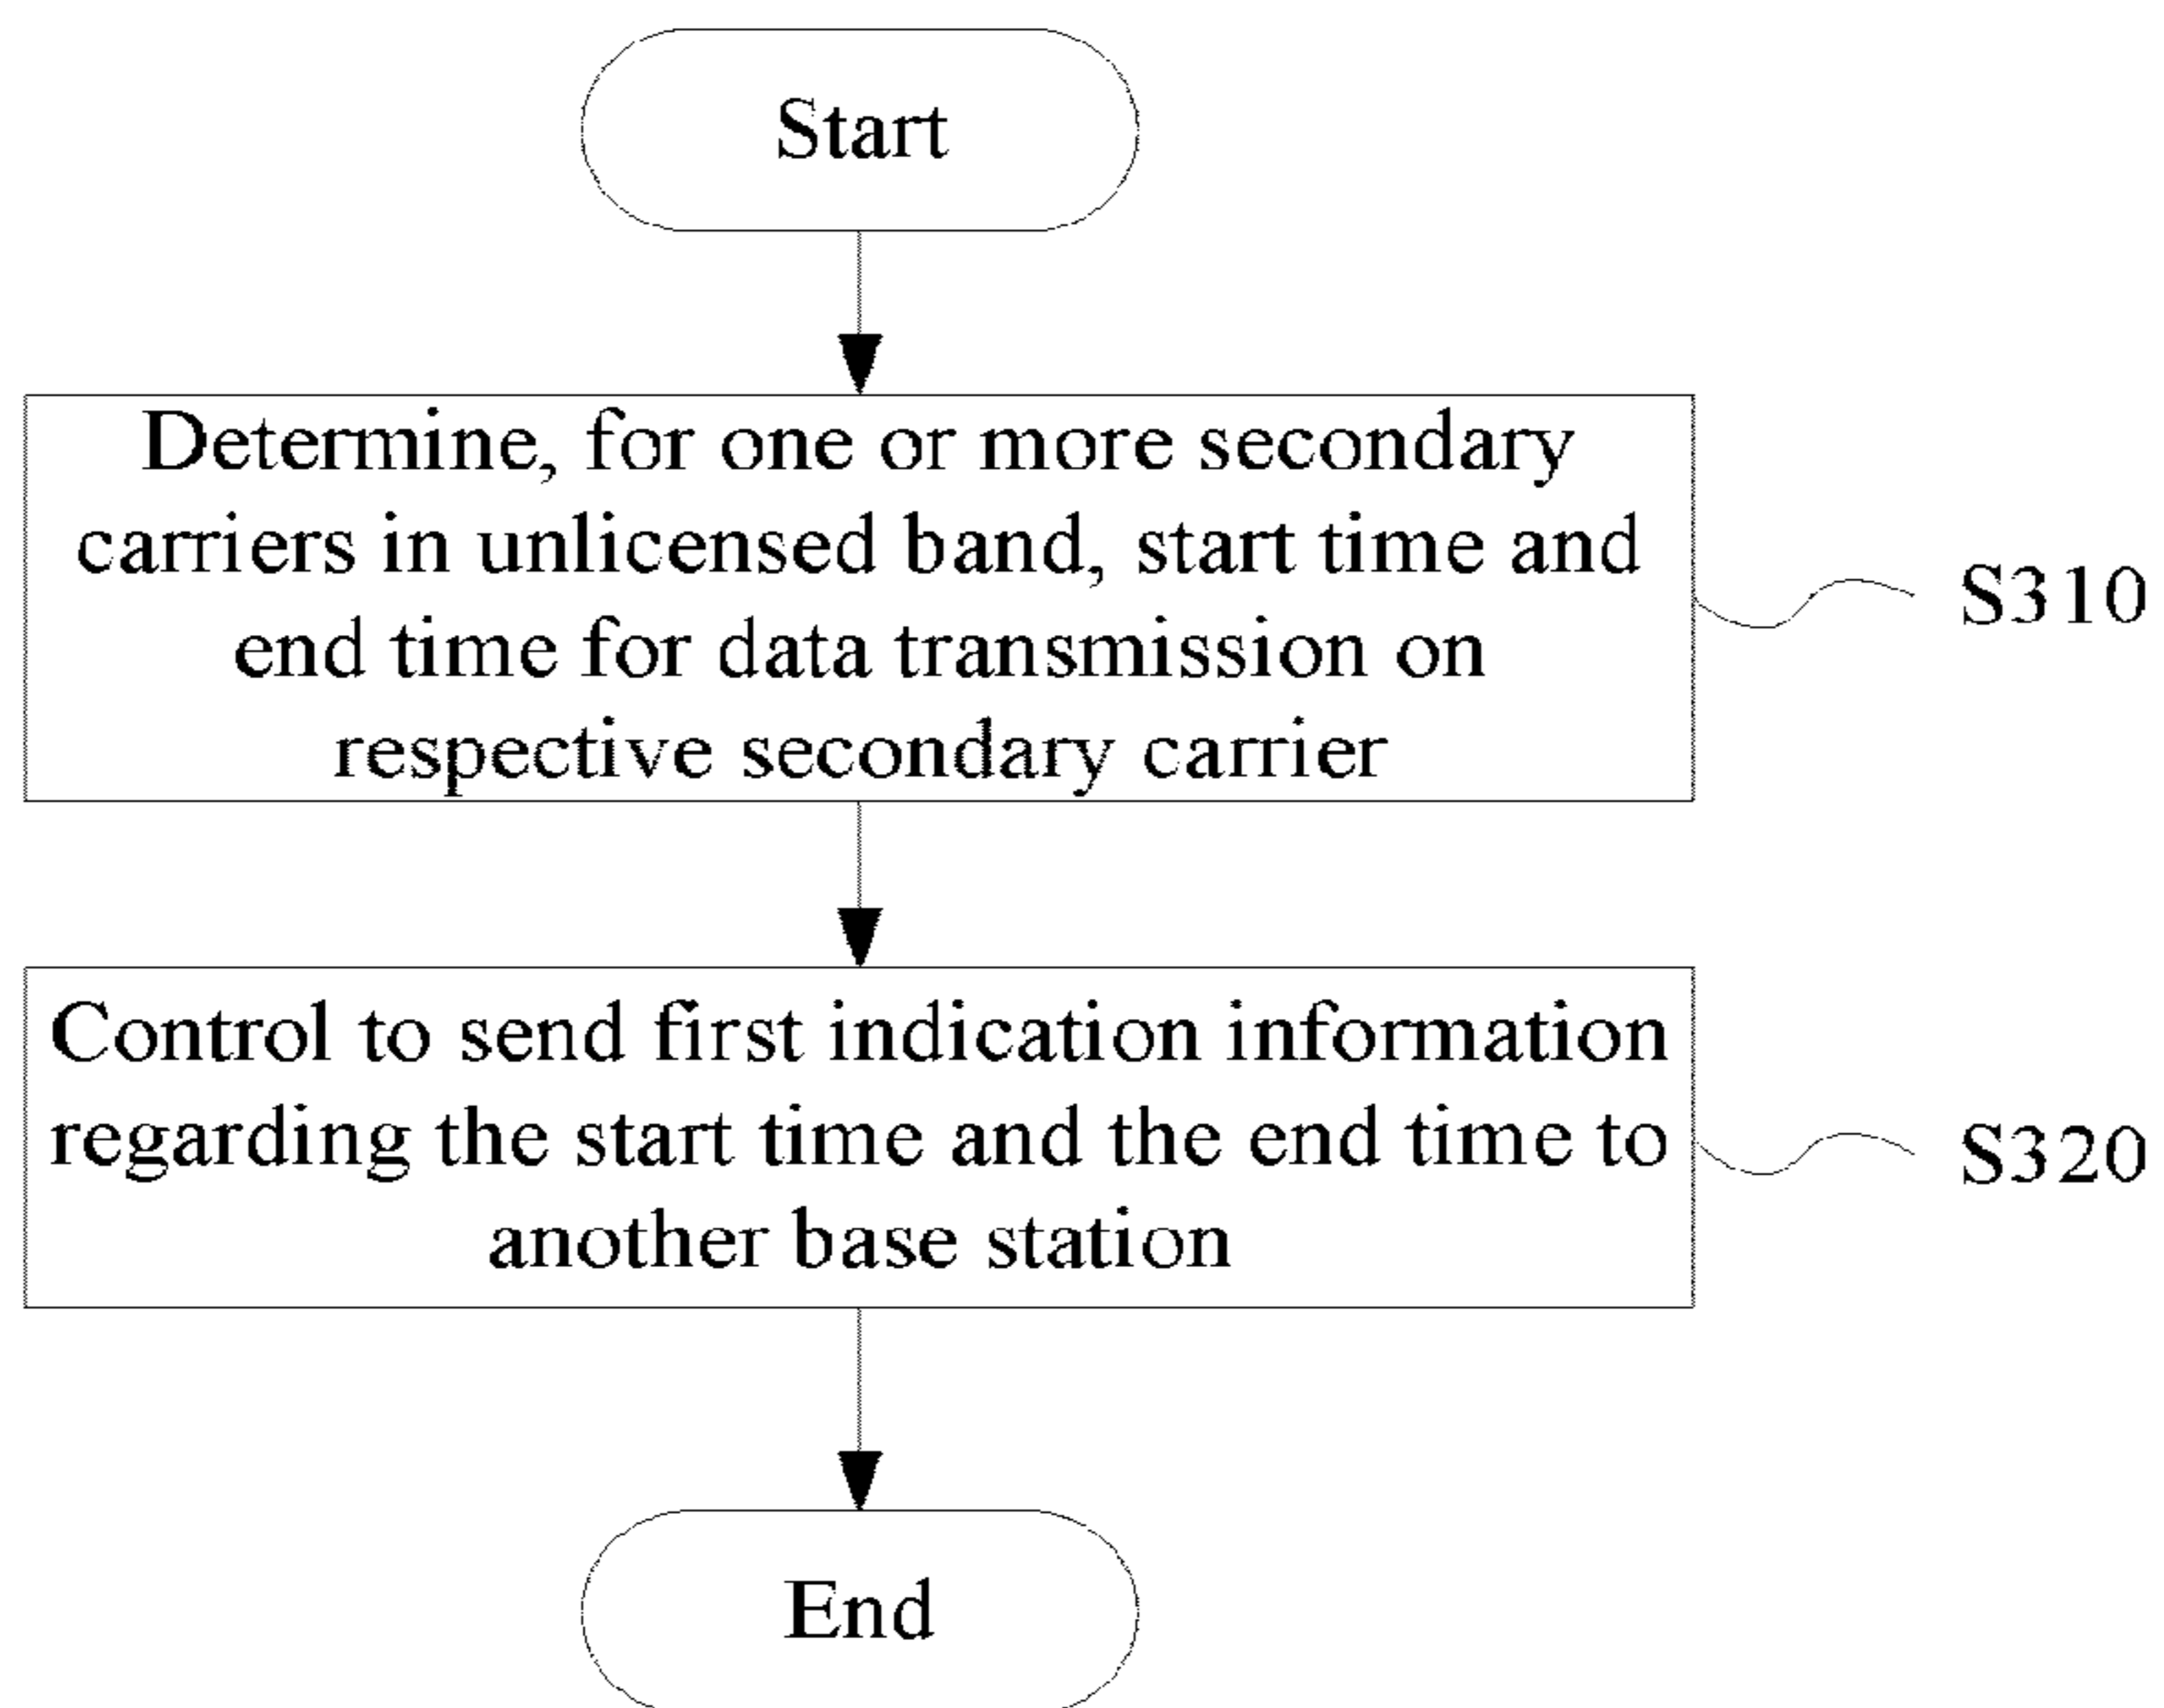 Start
Determine, for one or more secondary
carriers in unlicensed band, start time and
end time for data transmission on
respective secondary carrier
S310
Control to send first indication information
regarding the start time and the end time to
another base station
S320
End